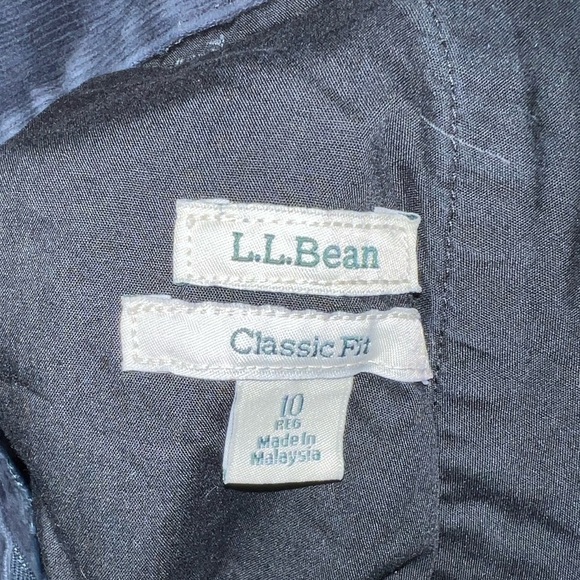 L.L.Bean
Classic Fit
10
REG
Made In
Malaysia